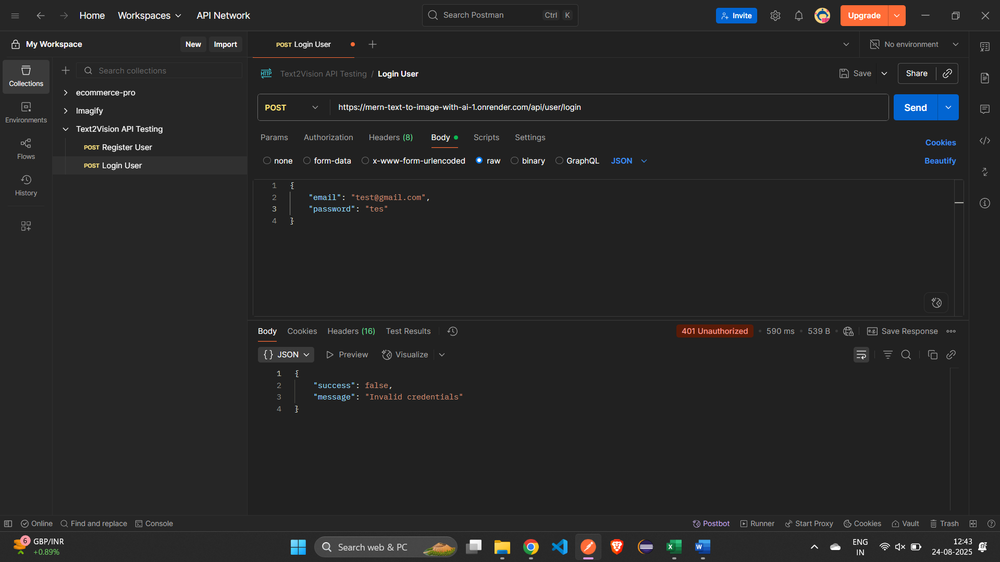 Home Workspaces API Network
Search Postman Ctrl K
Invite Upgrade
My Workspace New Import
POST Login User
No environment
Collections
Environments
Flows
History
Search collections
ecommerce-pro
Imagify
Text2Vision API Testing
POST Register User
POST Login User
HTTP Text2Vision API Testing / Login User
Save Share
POST https://mern-text-to-image-with-ai-1.onrender.com/api/user/login Send
Params Authorization Headers (8) Body Scripts Settings Cookies
none form-data x-www-form-urlencoded raw binary GraphQL JSON Beautify
1 {
2 "email": "test@gmail.com",
3 "password": "tes"
4 }
Body Cookies Headers (16) Test Results 401 Unauthorized 590 ms 539 B e.g. Save Response
{} JSON Preview Visualize
1 {
2 "success": false,
3 "message": "Invalid credentials"
4 }
Online Find and replace Console Postbot Runner Start Proxy Cookies Vault Trash
6 GBP/INR
+0.89%
Search web & PC
ENG
IN
12:43
24-08-2025